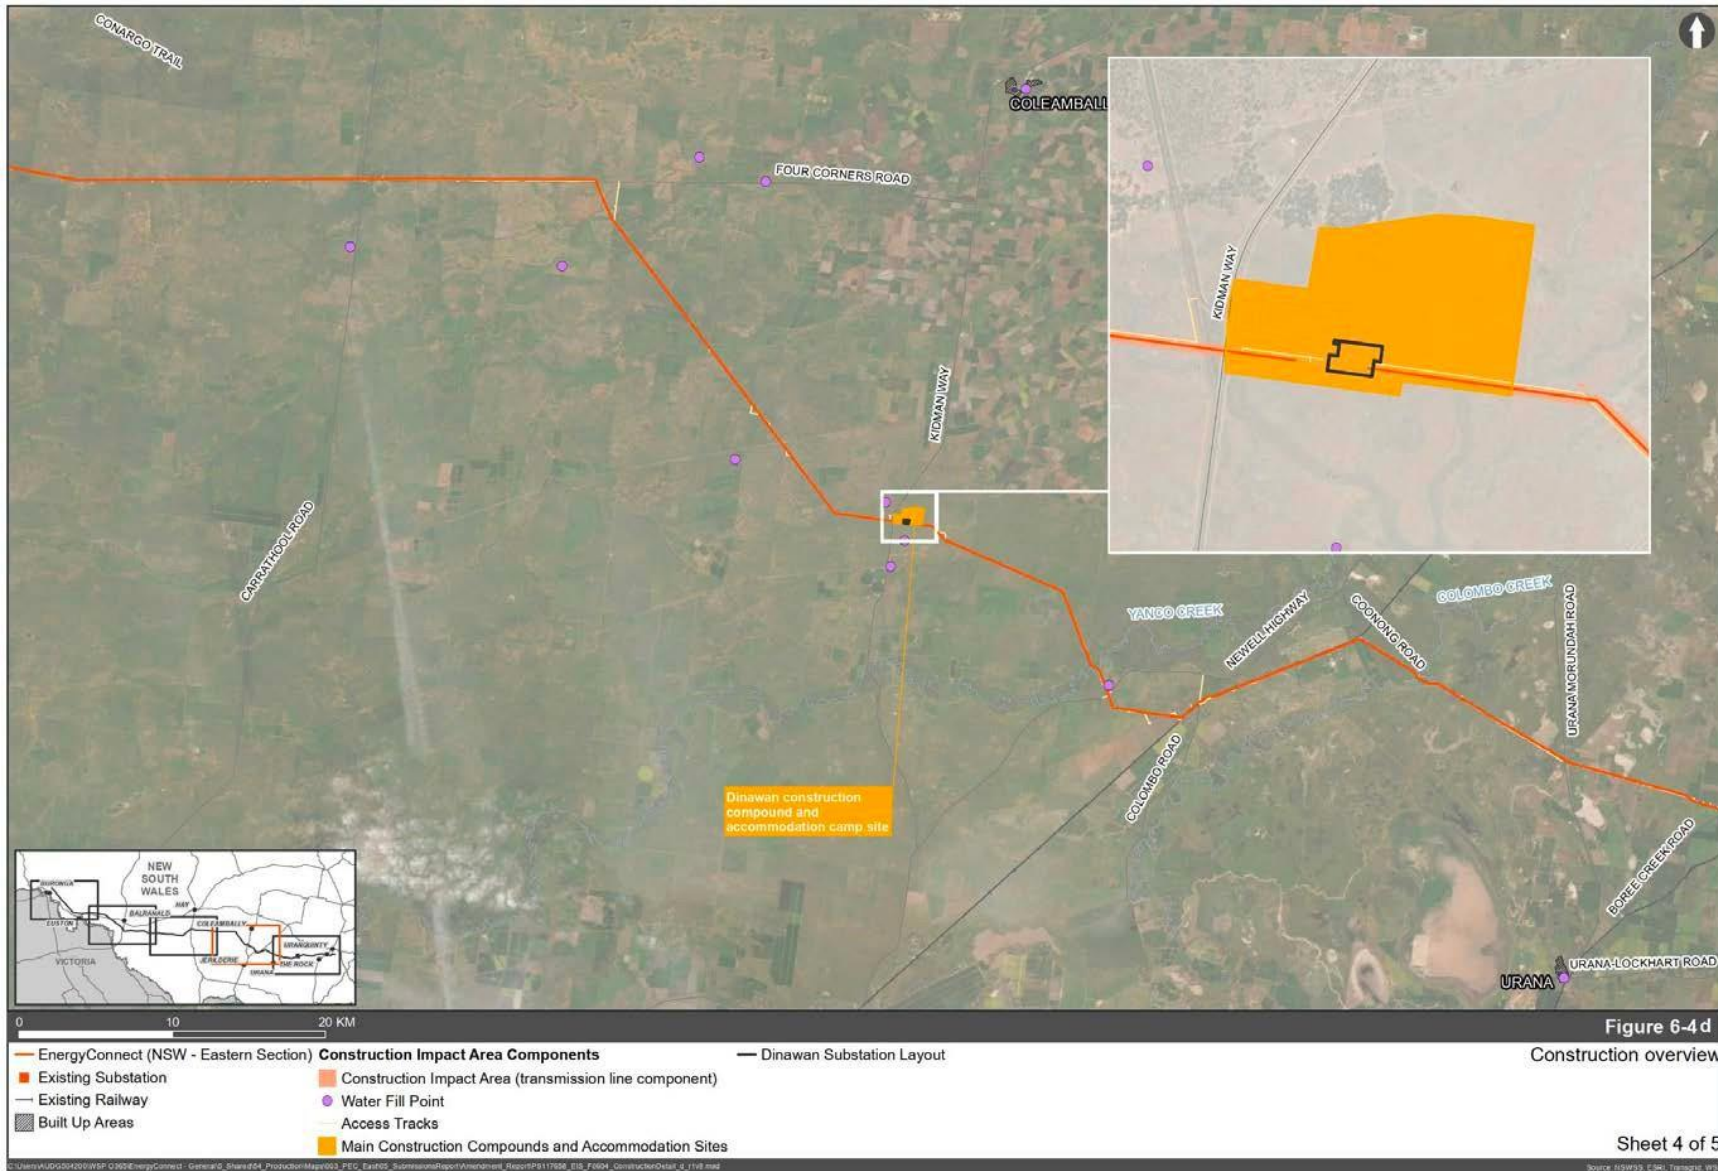 CONARGO TRAIL
COLEAMBALL
FOUR CORNERS ROAD
KIDMAN WAY
KIDMAN WAY
CARRATHOOL ROAD
YANCO CREEK
COLOMBO CREEK
NEWELL HIGHWAY
COONONG ROAD
URANA MORUNDAH ROAD
COLOMBO ROAD
Dinawan construction
compound and
accommodation camp site
BOREE CREEK ROAD
URANA-LOCKHART ROAD
URANA
NEW
SOUTH
WALES
BURONGA
HAY
BALRANALD
EUSTON
COLEAMBALLY
URANQUINTY
VICTORIA
JERILDERIE
THE ROCK
URANA
0 10 20 KM
Figure 6-4d
EnergyConnect (NSW - Eastern Section)
Existing Substation
Existing Railway
Built Up Areas
Construction Impact Area Components
Construction Impact Area (transmission line component)
Water Fill Point
Access Tracks
Main Construction Compounds and Accommodation Sites
Dinawan Substation Layout
Construction overview
Sheet 4 of 5